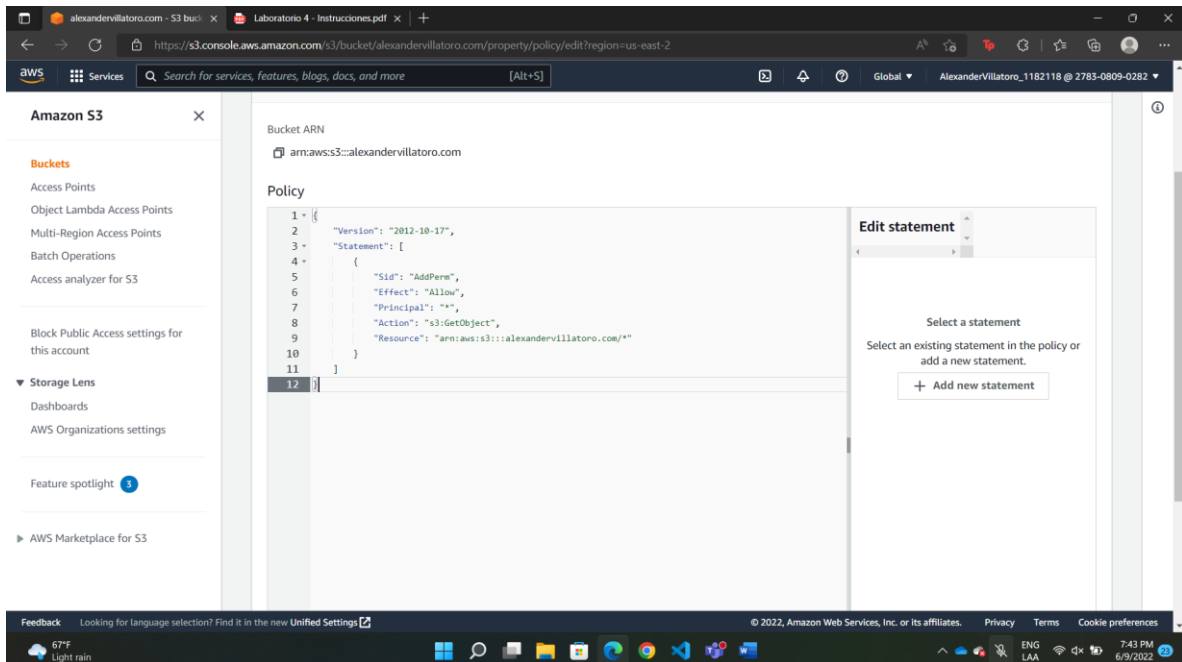 alexandervillatoro.com - S3 buck
Laboratorio 4 - Instrucciones.pdf
https://s3.console.aws.amazon.com/s3/bucket/alexandervillatoro.com/property/policy/edit?region=us-east-2
aws
Services
Search for services, features, blogs, docs, and more
[Alt+S]
Global
AlexanderVillatoro_1182118 @ 2783-0809-0282
Amazon S3
Buckets
Access Points
Object Lambda Access Points
Multi-Region Access Points
Batch Operations
Access analyzer for S3
Block Public Access settings for
this account
Storage Lens
Dashboards
AWS Organizations settings
Feature spotlight 3
AWS Marketplace for S3
Bucket ARN
arn:aws:s3:::alexandervillatoro.com
Policy
1 {
2 "Version": "2012-10-17",
3 "Statement": [
4 {
5 "Sid": "AddPerm",
6 "Effect": "Allow",
7 "Principal": "*",
8 "Action": "s3:GetObject",
9 "Resource": "arn:aws:s3:::alexandervillatoro.com/*"
10 }
11 ]
12 }
Edit statement
Select a statement
Select an existing statement in the policy or
add a new statement.
+ Add new statement
Feedback
Looking for language selection? Find it in the new Unified Settings
© 2022, Amazon Web Services, Inc. or its affiliates.
Privacy
Terms
Cookie preferences
67°F
Light rain
ENG
LAA
7:43 PM
6/9/2022
23